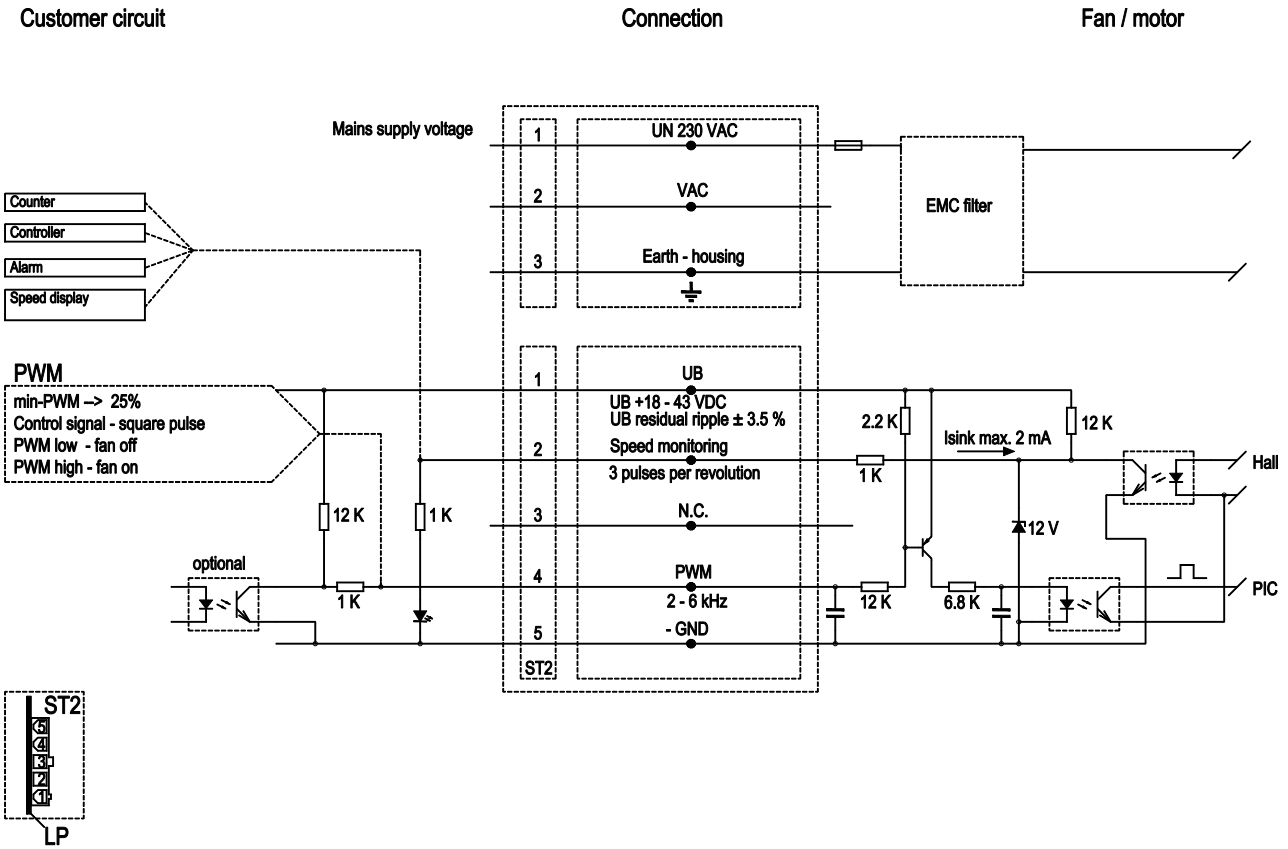 Customer circuit
Connection
Fan / motor
Mains supply voltage
1
UN 230 VAC
2
VAC
EMC filter
3
Earth - housing
Counter
Controller
Alarm
Speed display
PWM
min-PWM --> 25%
Control signal - square pulse
PWM low - fan off
PWM high - fan on
1
UB
UB +18 - 43 VDC
UB residual ripple ± 3.5 %
2
Speed monitoring
3 pulses per revolution
2.2 K
Isink max. 2 mA
12 K
1 K
Hall
12 K
1 K
3
N.C.
12 V
optional
1 K
4
PWM
2 - 6 kHz
12 K
6.8 K
PIC
5
- GND
ST2
ST2
5
4
3
2
1
LP